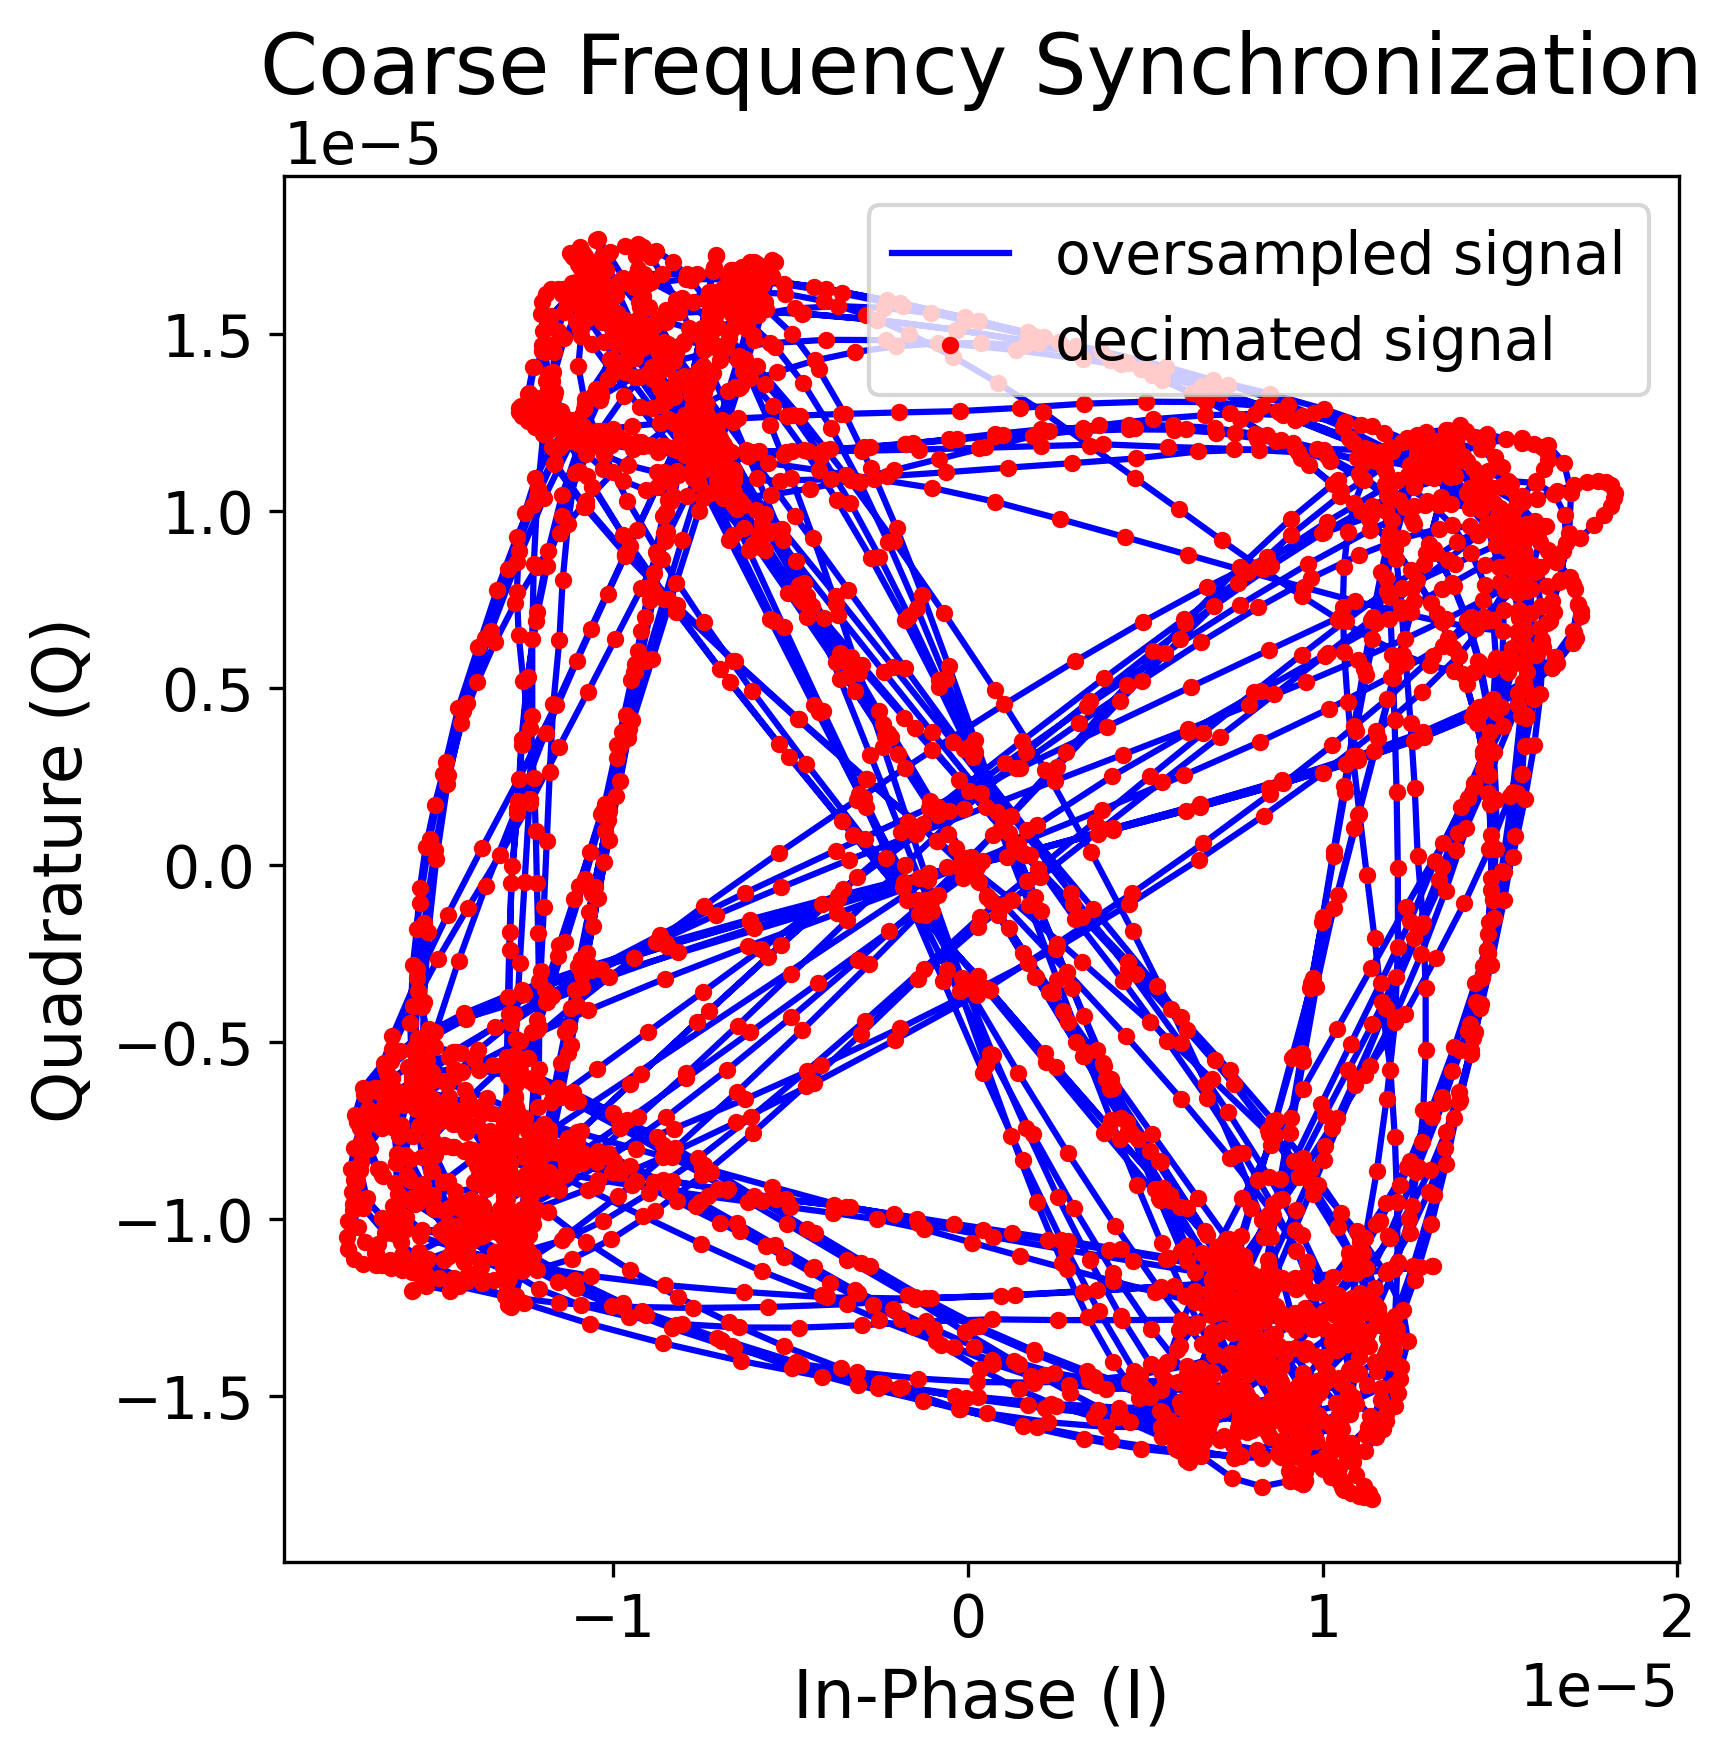 Coarse Frequency Synchronization
1e−5
oversampled signal
decimated signal
1.5
1.0
0.5
0.0
−0.5
−1.0
−1.5
Quadrature (Q)
−1 0 1 2
1e−5
In-Phase (I)